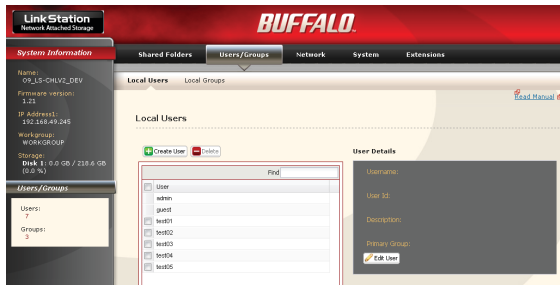 LinkStation
Network Attached Storage
BUFFALO
System Information
Shared Folders Users/Groups Network System Extensions
Local Users Local Groups
Name:
O9_LS-CHLV2_DEV
Firmware version:
1.21
IP Address1:
192.168.49.245
Workgroup:
WORKGROUP
Storage:
Disk 1: 0.0 GB / 218.6 GB
(0.0 %)
Users/Groups
Users:
7
Groups:
3
Read Manual
Local Users
Create User Delete
Find
User
admin
guest
test01
test02
test03
test04
test05
User Details
Username:
User Id:
Description:
Primary Group:
Edit User